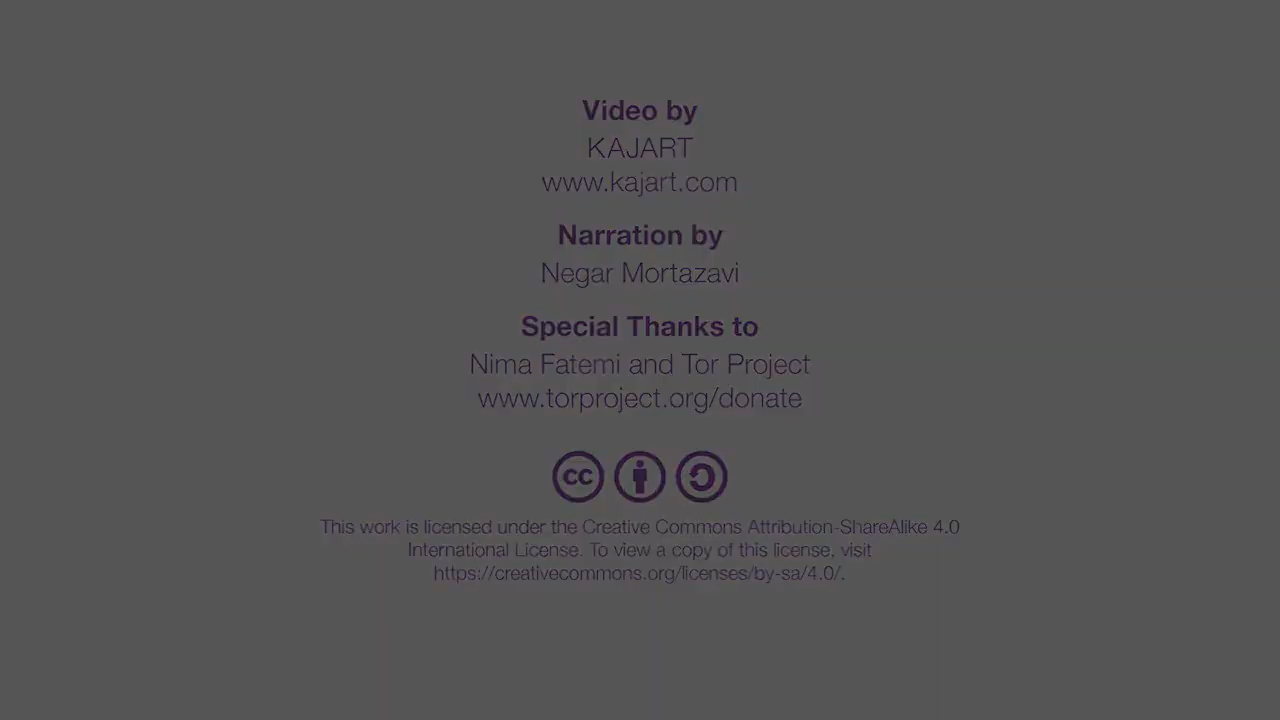 Video by
KAJART
www.kajart.com
Narration by
Negar Mortazavi
Special Thanks to
Nima Fatemi and Tor Project
www.torproject.org/donate
cc
This work is licensed under the Creative Commons Attribution-ShareAlike 4.0
International License. To view a copy of this license, visit
https://creativecommons.org/licenses/by-sa/4.0/.